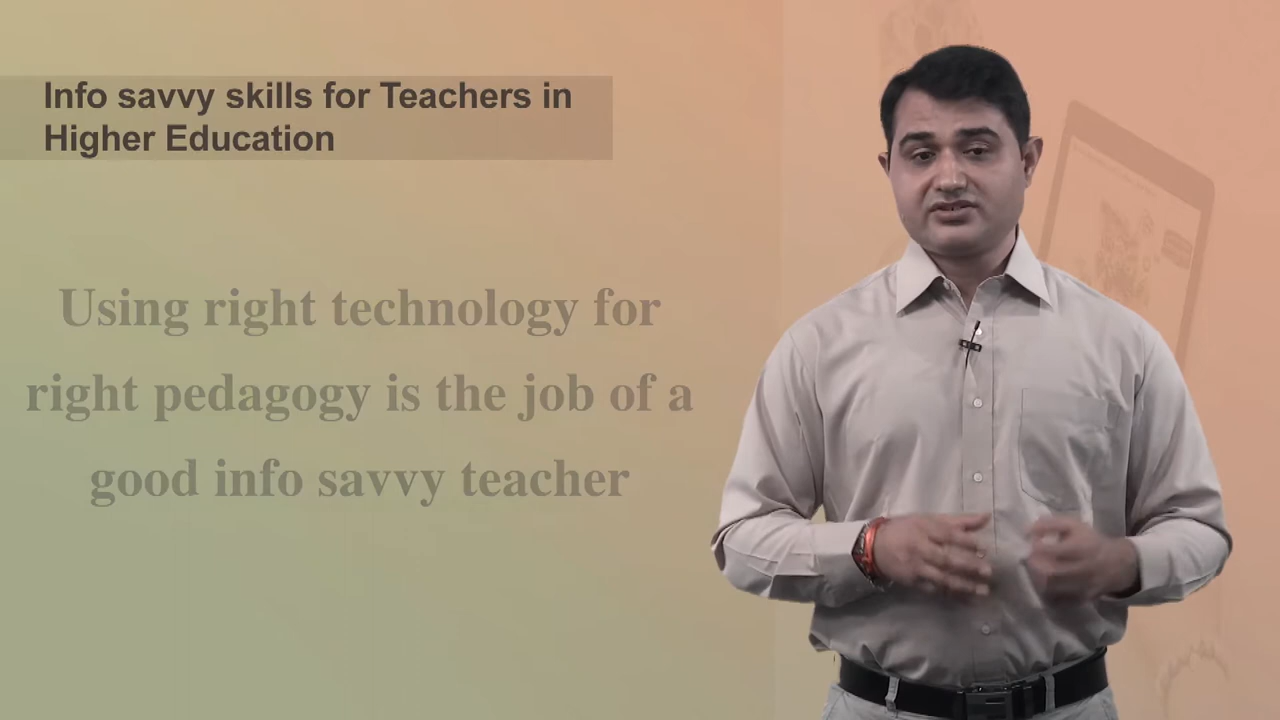 Info savvy skills for Teachers in
Higher Education
Using right technology for
right pedagogy is the job of a
good info savvy teacher